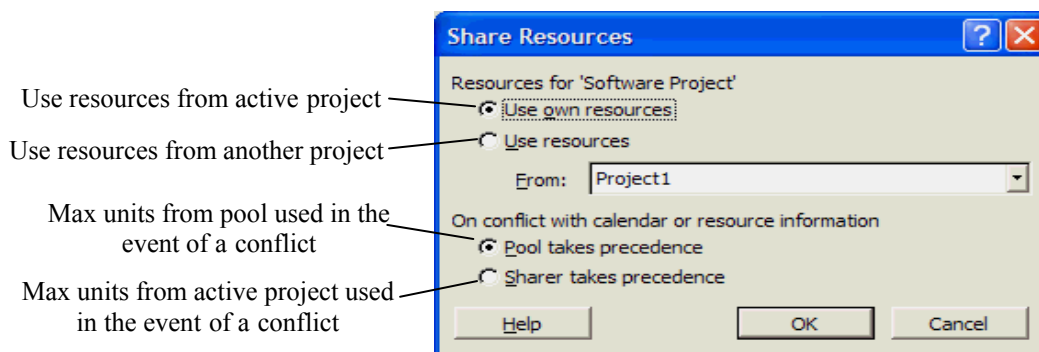 Share Resources
Resources for 'Software Project'
Use resources from active project
Use own resources
Use resources from another project
Use resources
From: Project1
Max units from pool used in the
event of a conflict
On conflict with calendar or resource information
Pool takes precedence
Sharer takes precedence
Max units from active project used
in the event of a conflict
Help OK Cancel